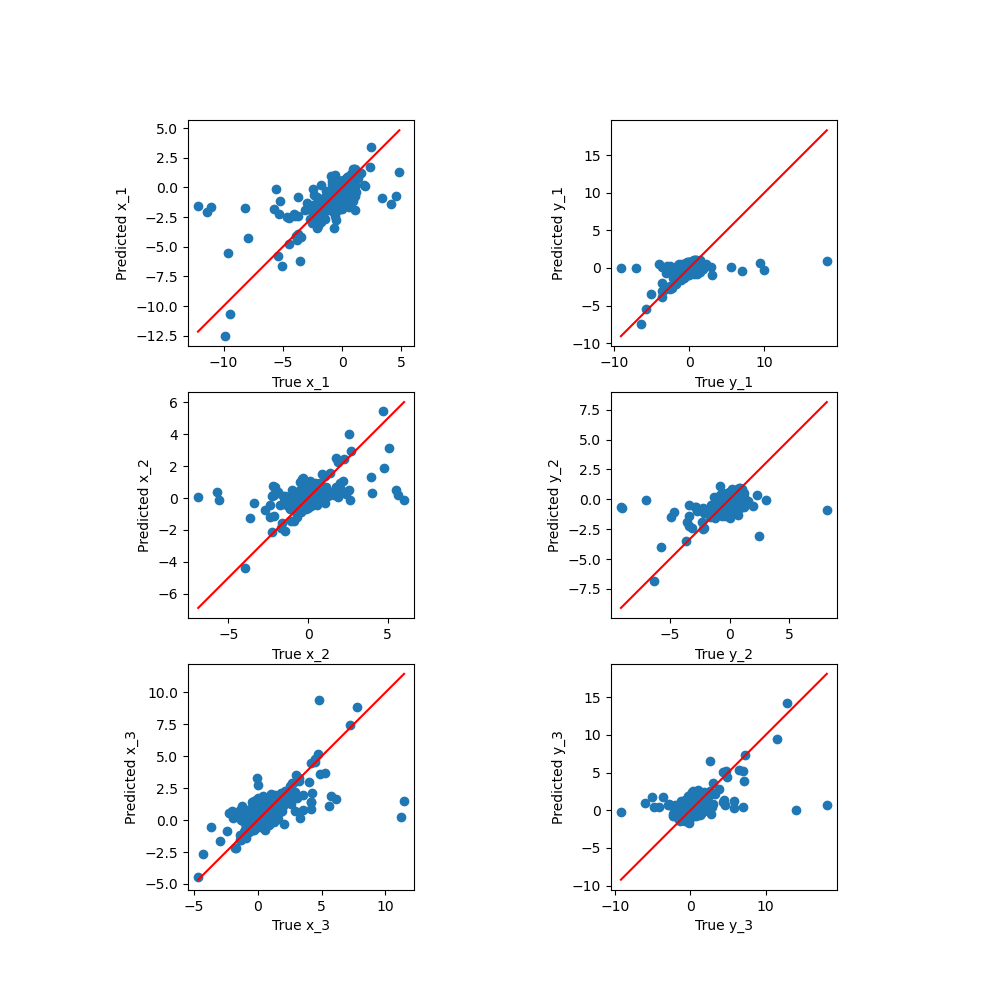 5.0
2.5
0.0
−2.5
−5.0
−7.5
−10.0
−12.5
Predicted x_1
−10 −5 0 5
True x_1
15
10
5
0
−5
−10
Predicted y_1
−10 0 10
True y_1
6
4
2
0
−2
−4
−6
Predicted x_2
−5 0 5
True x_2
7.5
5.0
2.5
0.0
−2.5
−5.0
−7.5
Predicted y_2
−5 0 5
True y_2
10.0
7.5
5.0
2.5
0.0
−2.5
−5.0
Predicted x_3
−5 0 5 10
True x_3
15
10
5
0
−5
−10
Predicted y_3
−10 0 10
True y_3